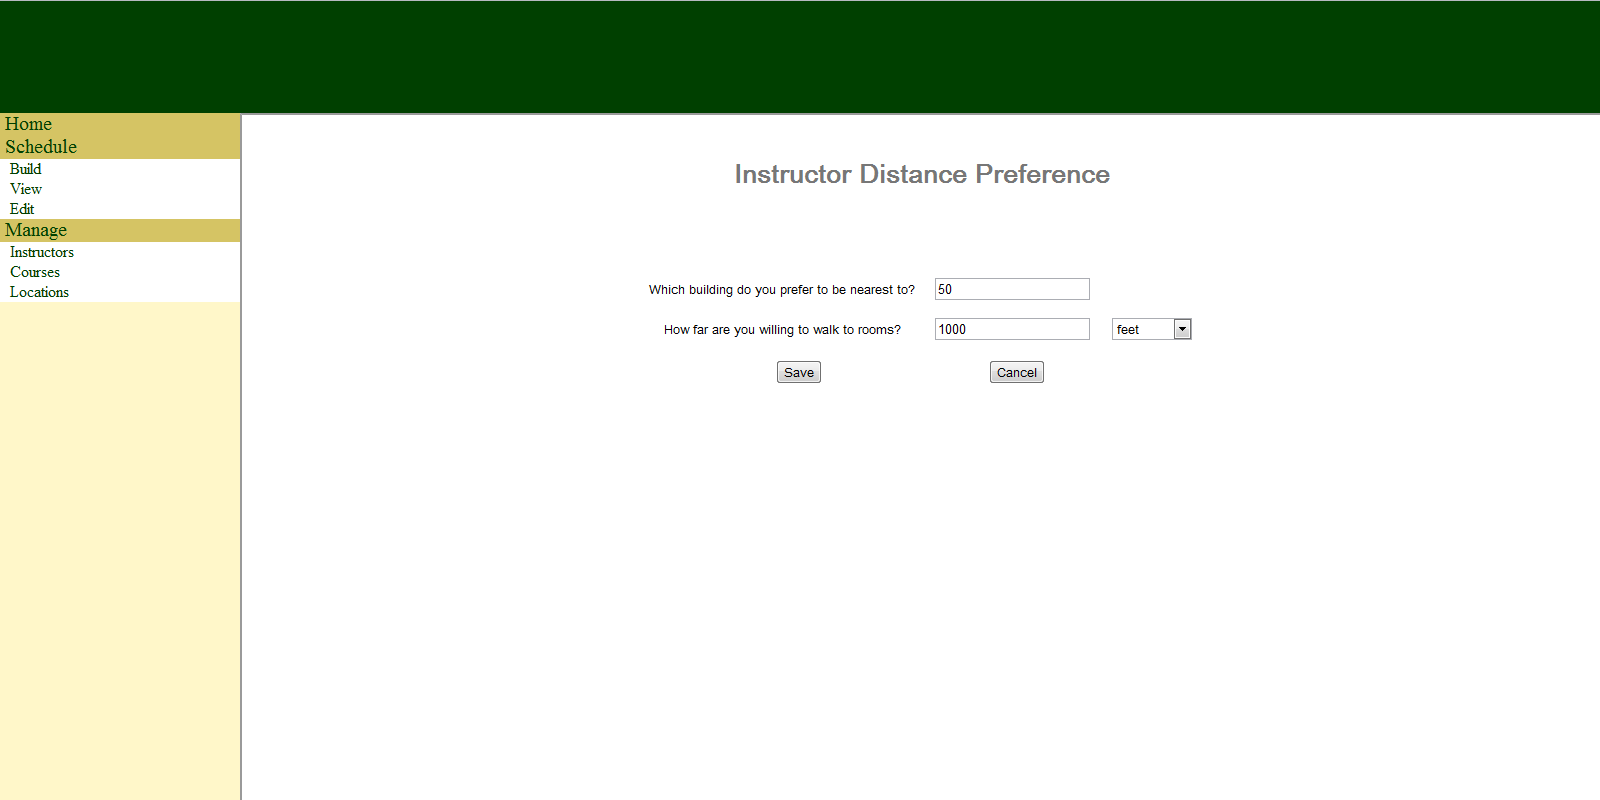 Home
Schedule
Build
View
Edit
Manage
Instructors
Courses
Locations
Instructor Distance Preference
Which building do you prefer to be nearest to? 50
How far are you willing to walk to rooms? 1000 feet
Save Cancel